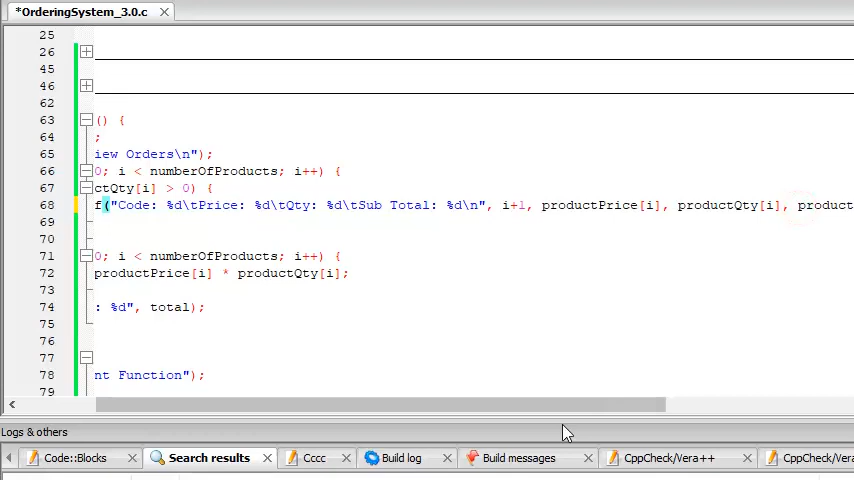 *OrderingSystem_3.0.c
25
26
45
46
62
63 () {
64 ;
65 iew Orders\n");
66 0; i < numberOfProducts; i++) {
67 ctQty[i] > 0) {
68 f("Code: %d\tPrice: %d\tQty: %d\tSub Total: %d\n", i+1, productPrice[i], productQty[i], product
69
70
71 0; i < numberOfProducts; i++) {
72 productPrice[i] * productQty[i];
73
74 : %d", total);
75
76
77
78 nt Function");
79
Logs & others
Code::Blocks Search results Cccc Build log Build messages CppCheck/Vera++ CppCheck/Vera+